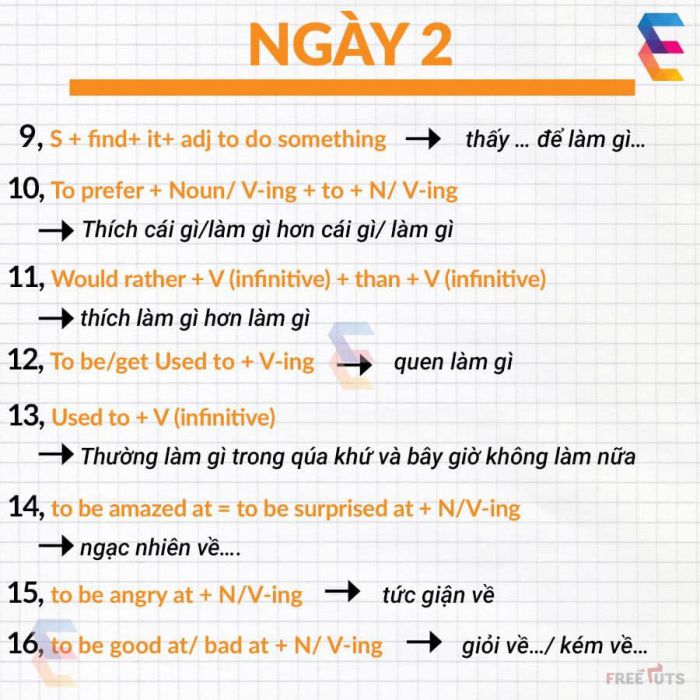 NGÀY 2
9, S + find+ it+ adj to do something → thấy ... để làm gì...
10, To prefer + Noun/ V-ing + to + N/ V-ing
→ Thích cái gì/làm gì hơn cái gì/ làm gì
11, Would rather + V (infinitive) + than + V (infinitive)
→ thích làm gì hơn làm gì
12, To be/get Used to + V-ing → quen làm gì
13, Used to + V (infinitive)
→ Thường làm gì trong qúa khứ và bây giờ không làm nữa
14, to be amazed at = to be surprised at + N/V-ing
→ ngạc nhiên về....
15, to be angry at + N/V-ing → tức giận về
16, to be good at/ bad at + N/ V-ing → giỏi về.../ kém về...
FREETUTS